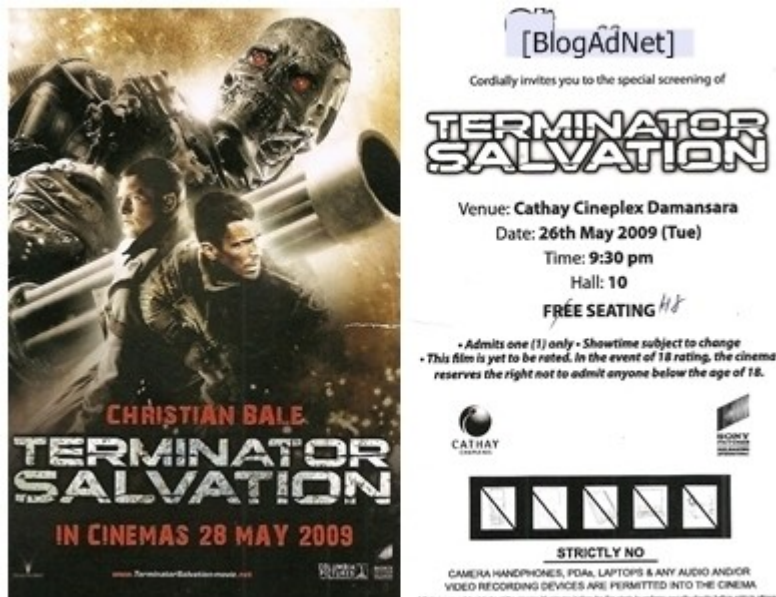 CHRISTIAN BALE
TERMINATOR
SALVATION
IN CINEMAS 28 MAY 2009
www.TerminatorSalvation-movie.net
[BlogAdNet]
Cordially invites you to the special screening of
TERMINATOR
SALVATION
Venue: Cathay Cineplex Damansara
Date: 26th May 2009 (Tue)
Time: 9:30 pm
Hall: 10
FREE SEATING H8
• Admits one (1) only • Showtime subject to change
• This film is yet to be rated. In the event of 18 rating, the cinema
reserves the right not to admit anyone below the age of 18.
CATHAY
CINEPLEXES
SONY
PICTURES
STRICTLY NO
CAMERA HANDPHONES, PDAs, LAPTOPS & ANY AUDIO AND/OR
VIDEO RECORDING DEVICES ARE PERMITTED INTO THE CINEMA